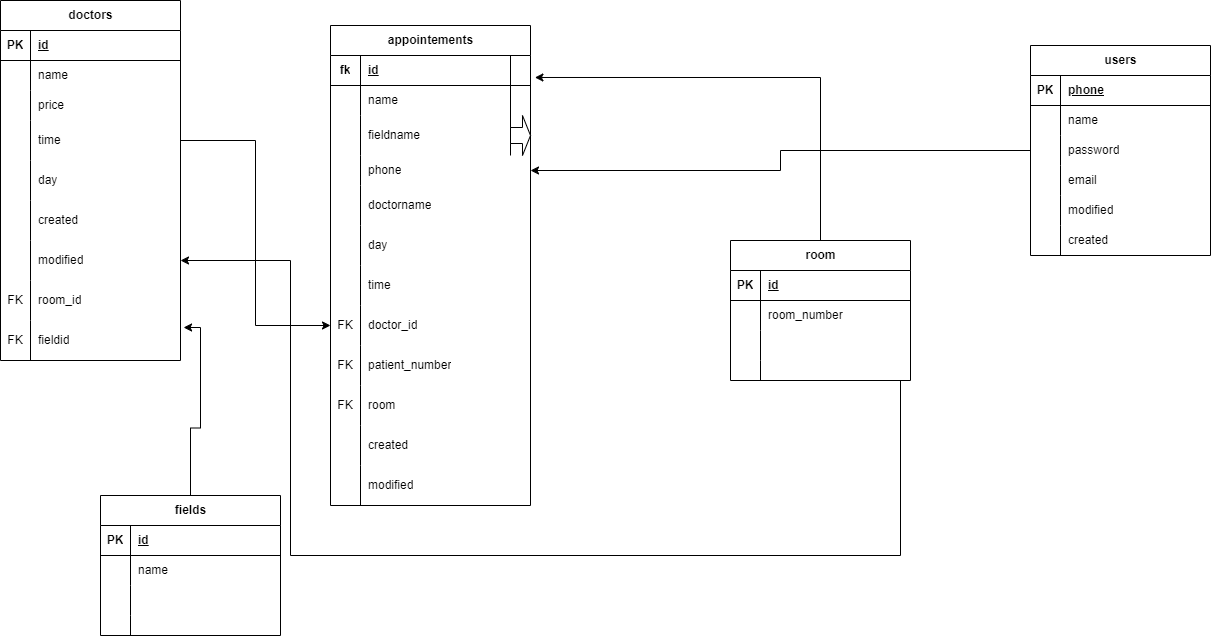 doctors
PK id
name
price
time
day
created
modified
FK room_id
FK fieldid
appointements
fk id
name
fieldname
phone
doctorname
day
time
FK doctor_id
FK patient_number
FK room
created
modified
users
PK phone
name
password
email
modified
created
room
PK id
room_number
fields
PK id
name